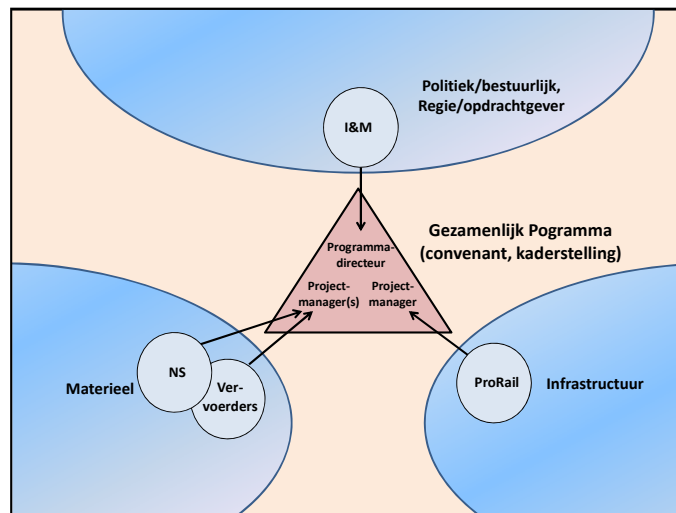 Politiek/bestuurlijk,
Regie/opdrachtgever
I&M
Gezamenlijk Pogramma
(convenant, kaderstelling)
Programma-
directeur
Project-
manager(s)
Project-
manager
NS
Materieel
Ver-
voerders
ProRail
Infrastructuur